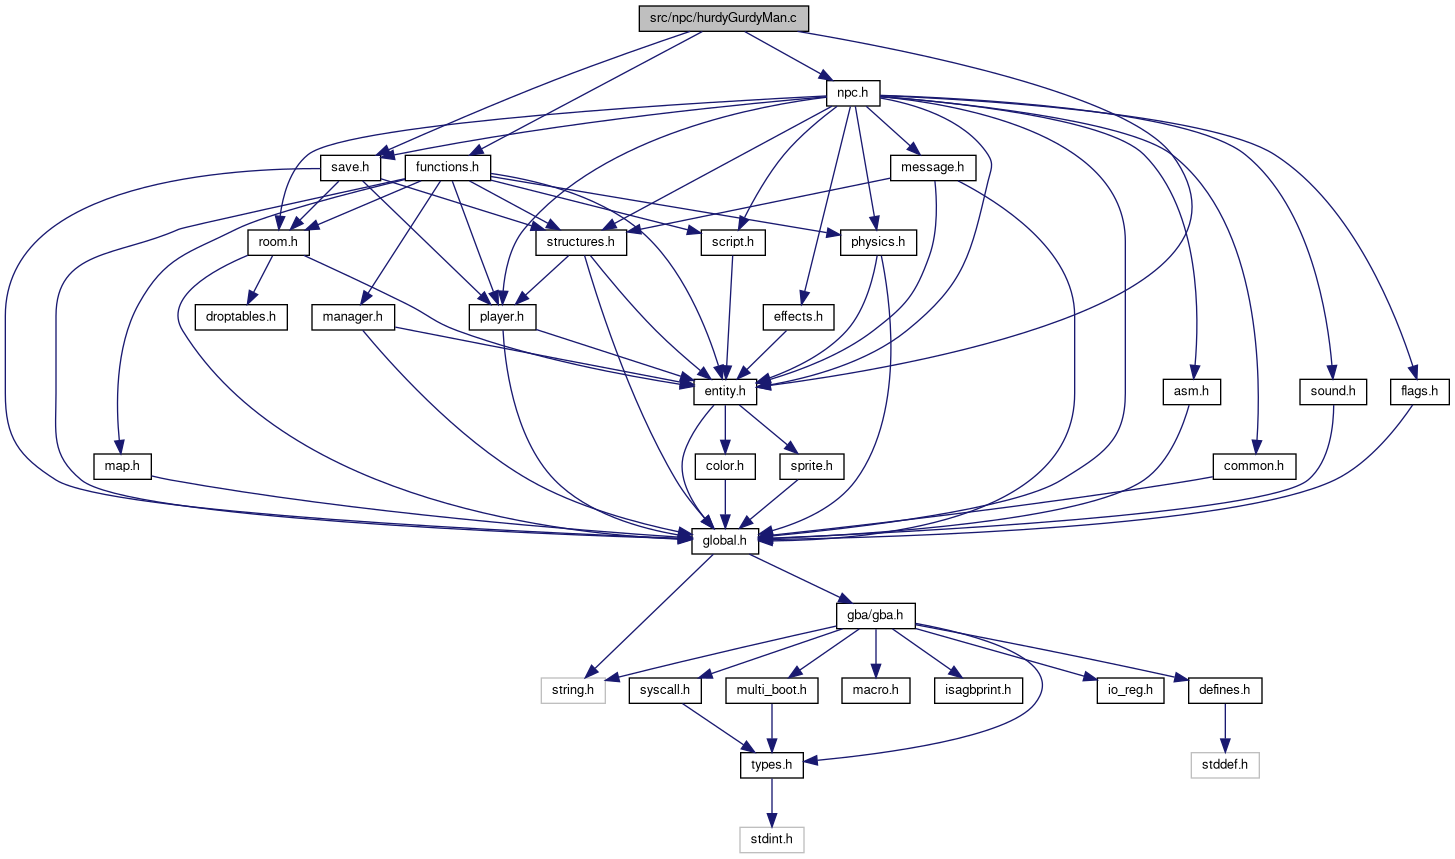 src/npc/hurdyGurdyMan.c
npc.h
save.h
functions.h
message.h
room.h
structures.h
script.h
physics.h
droptables.h
manager.h
player.h
effects.h
entity.h
asm.h
sound.h
flags.h
map.h
color.h
sprite.h
common.h
global.h
gba/gba.h
string.h
syscall.h
multi_boot.h
macro.h
isagbprint.h
io_reg.h
defines.h
types.h
stddef.h
stdint.h